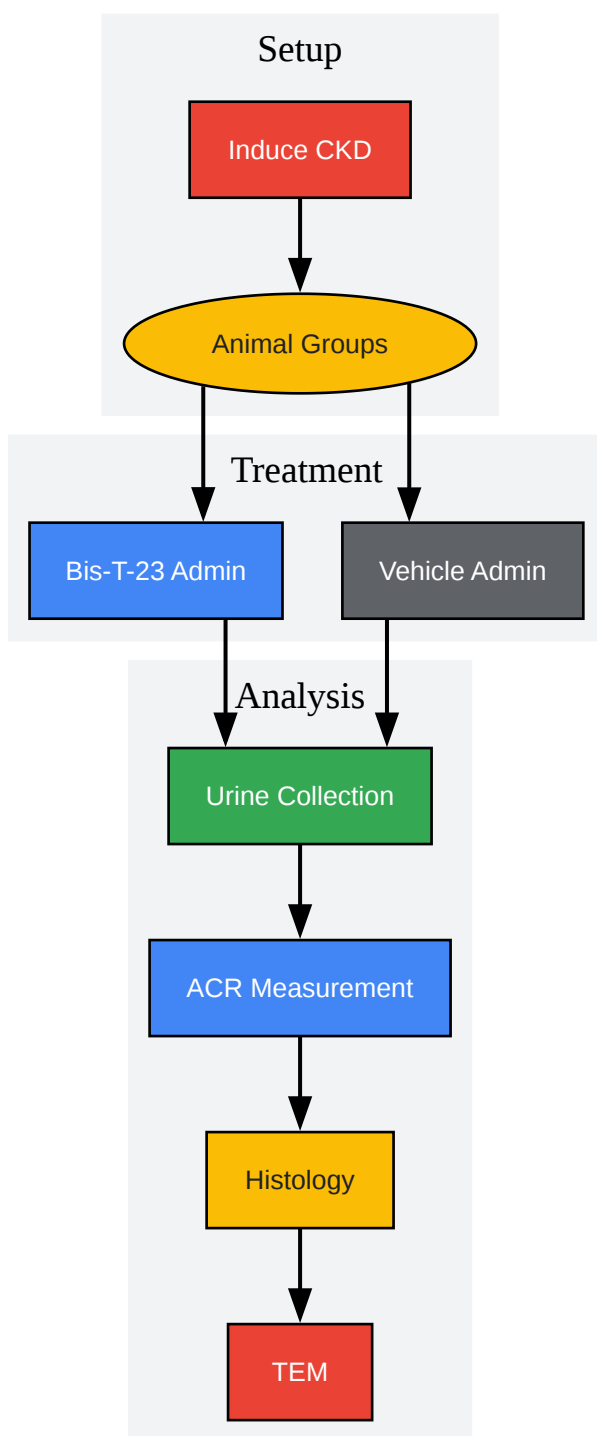 Setup
Induce CKD
Animal Groups
Treatment
Bis-T-23 Admin
Vehicle Admin
Analysis
Urine Collection
ACR Measurement
Histology
TEM